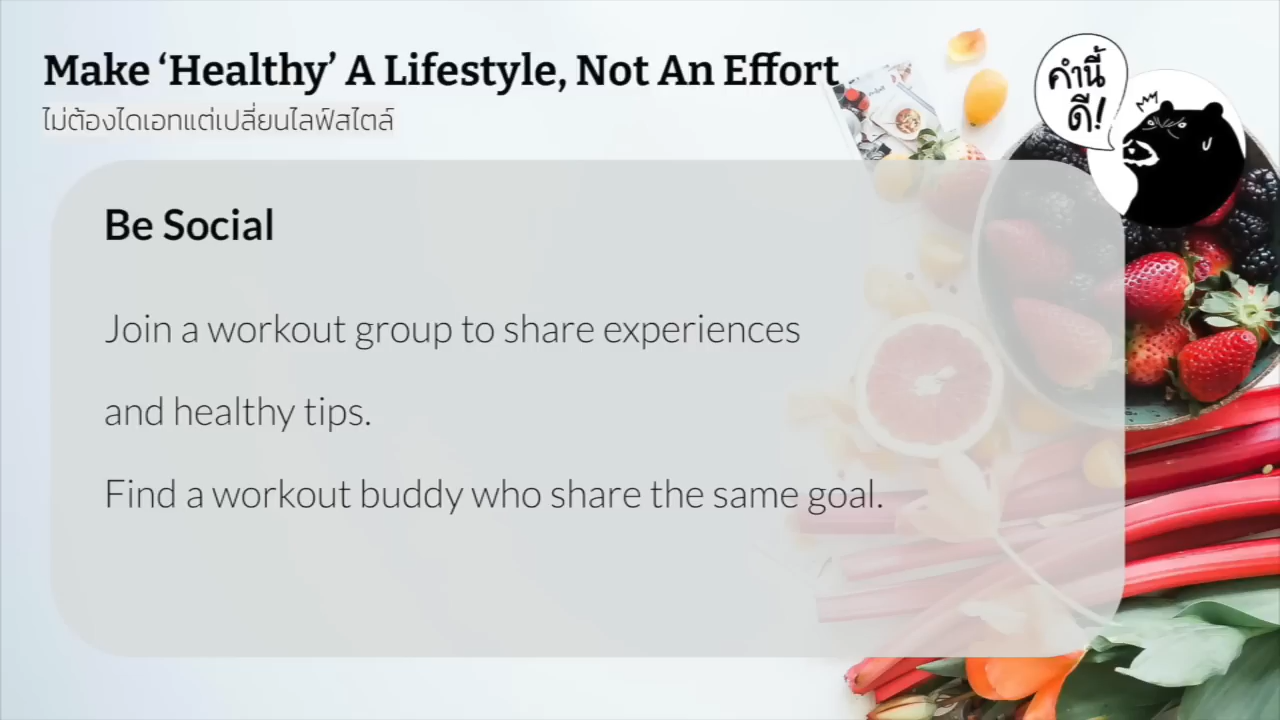 Make ‘Healthy’ A Lifestyle, Not An Effort
ไม่ต้องไดเอทแต่เปลี่ยนไลฟ์สไตล์
คำนี้
ดี!
Be Social
Join a workout group to share experiences
and healthy tips.
Find a workout buddy who share the same goal.